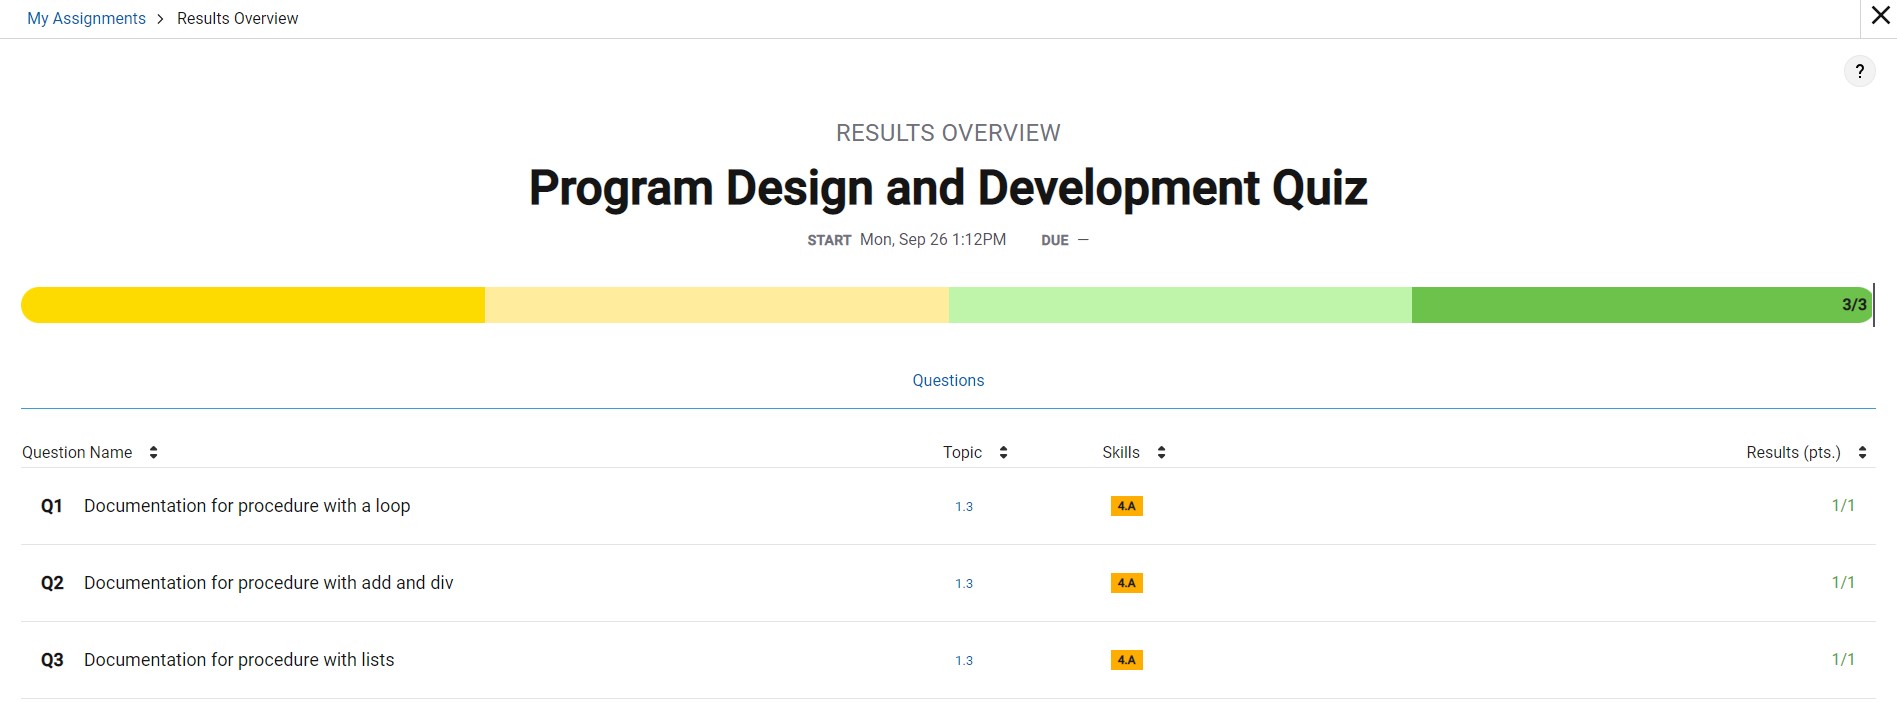 My Assignments > Results Overview
?
RESULTS OVERVIEW
Program Design and Development Quiz
START Mon, Sep 26 1:12PM DUE —
3/3
Questions
Question Name Topic Skills Results (pts.)
Q1 Documentation for procedure with a loop 1.3 4.A 1/1
Q2 Documentation for procedure with add and div 1.3 4.A 1/1
Q3 Documentation for procedure with lists 1.3 4.A 1/1